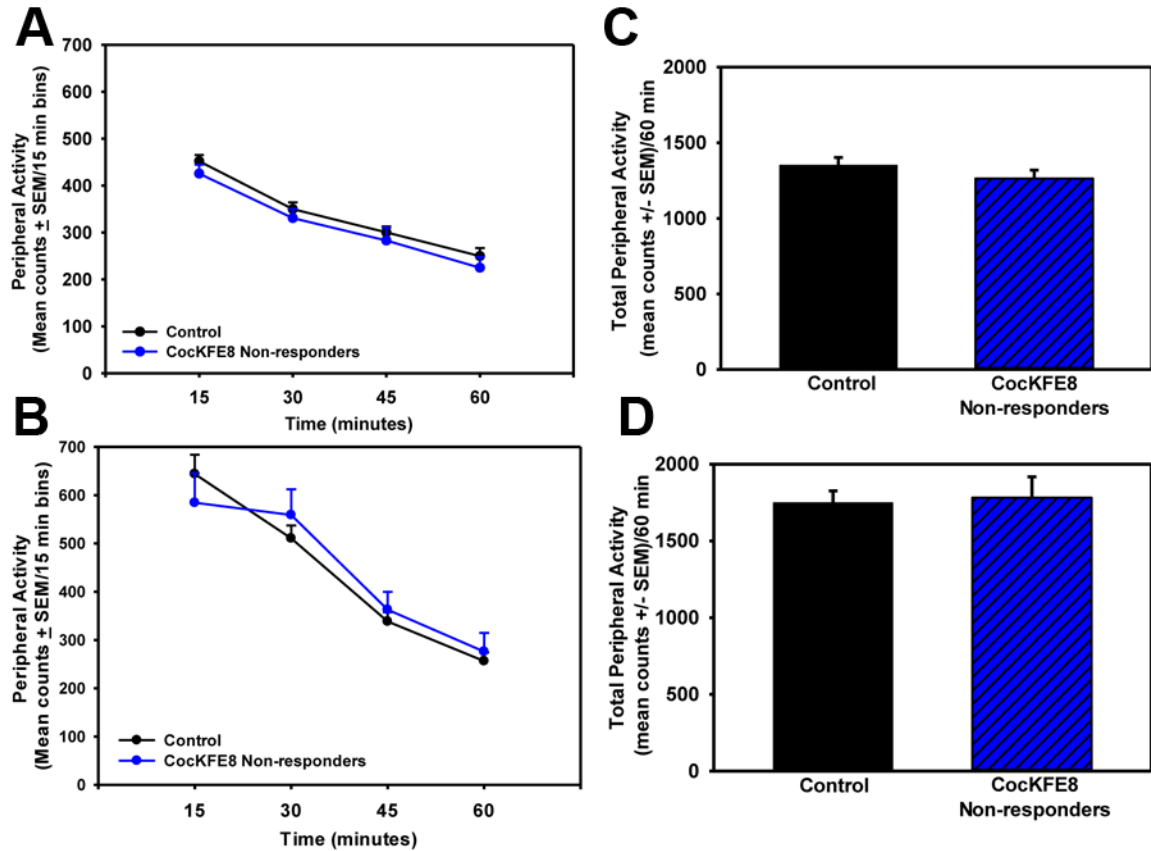 A
Peripheral Activity
(Mean counts ± SEM/15 min bins)
700
600
500
400
300
200
100
0
Control
CocKFE8 Non-responders
15 30 45 60
Time (minutes)
C
Total Peripheral Activity
(mean counts +/- SEM)/60 min
2000
1500
1000
500
0
Control
CocKFE8
Non-responders
B
Peripheral Activity
(Mean counts ± SEM/15 min bins)
700
600
500
400
300
200
100
0
Control
CocKFE8 Non-responders
15 30 45 60
Time (minutes)
D
Total Peripheral Activity
(mean counts +/- SEM)/60 min
2000
1500
1000
500
0
Control
CocKFE8
Non-responders